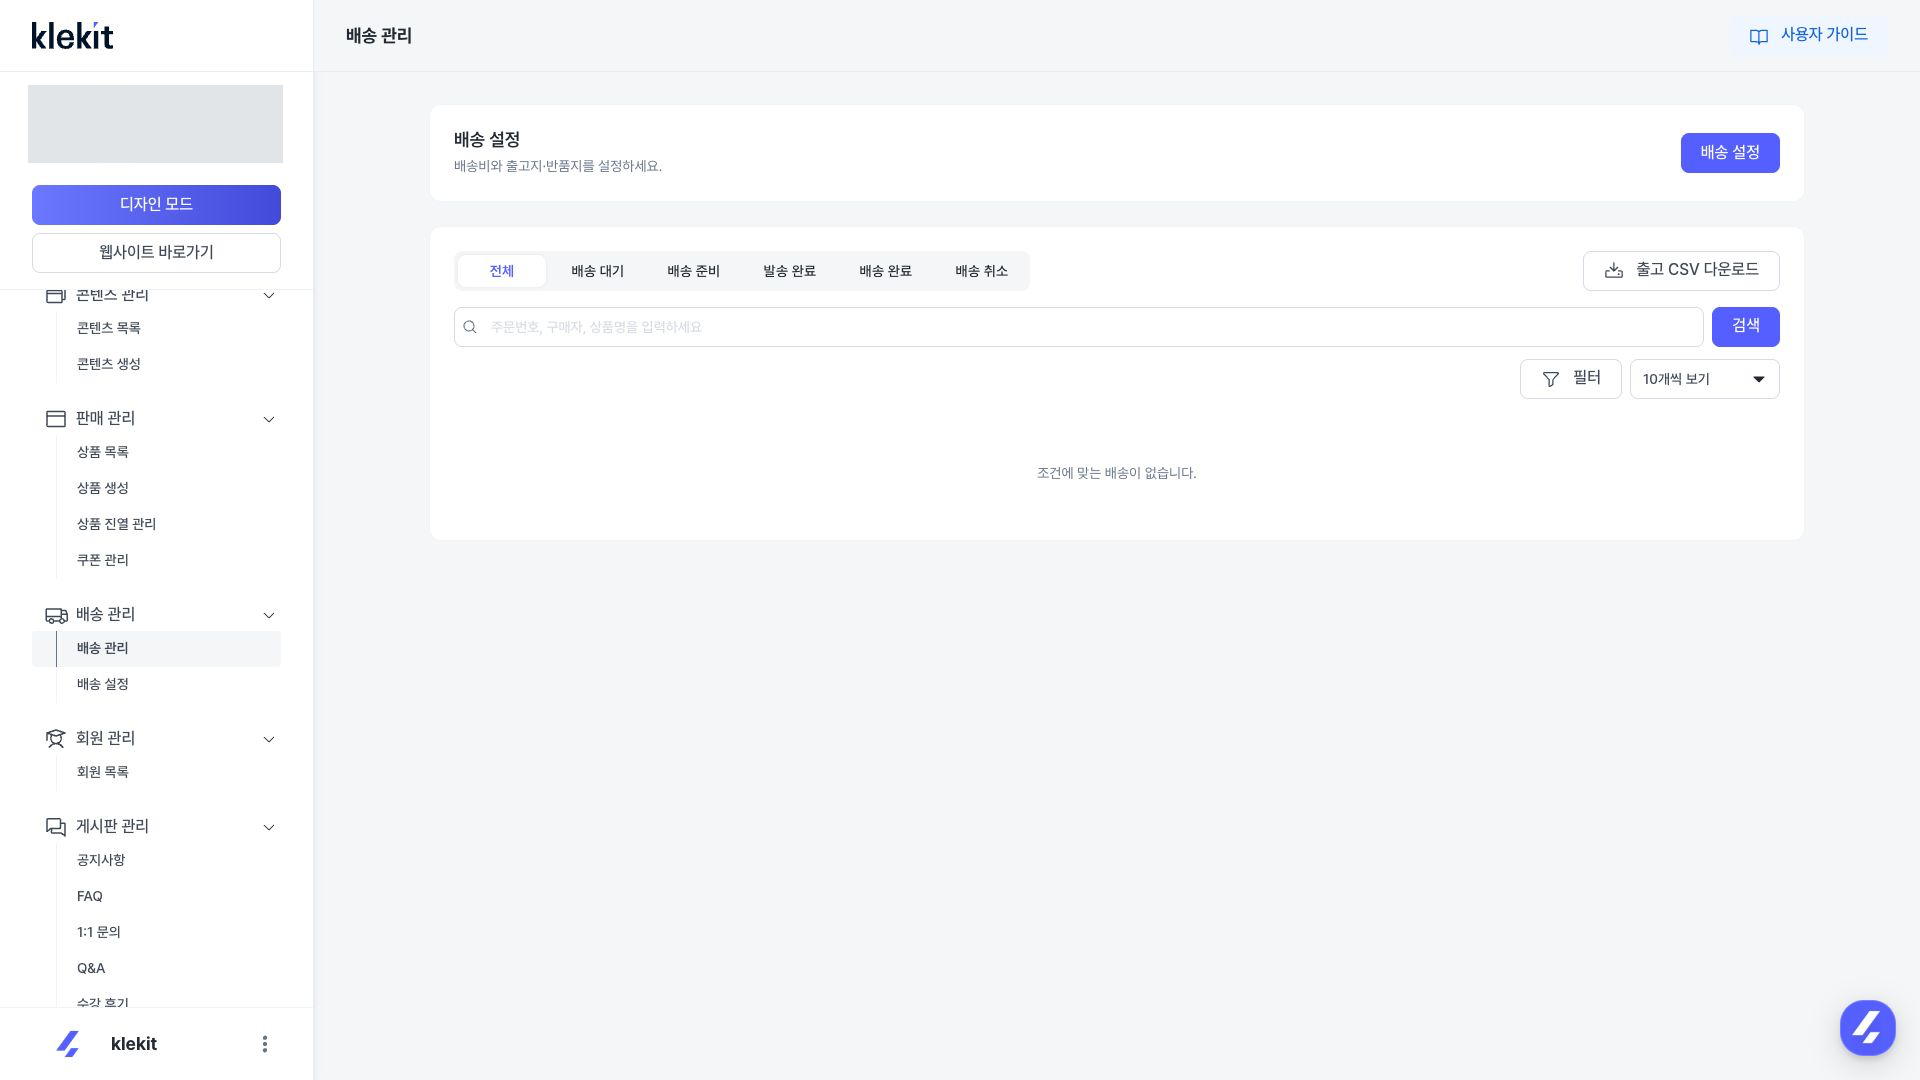 klekit
디자인 모드
웹사이트 바로가기
콘텐츠 관리
콘텐츠 목록
콘텐츠 생성
판매 관리
상품 목록
상품 생성
상품 진열 관리
쿠폰 관리
배송 관리
배송 관리
배송 설정
회원 관리
회원 목록
게시판 관리
공지사항
FAQ
1:1 문의
Q&A
수강 후기
klekit
배송 관리
사용자 가이드
배송 설정
배송비와 출고지·반품지를 설정하세요.
배송 설정
전체 배송 대기 배송 준비 발송 완료 배송 완료 배송 취소
출고 CSV 다운로드
주문번호, 구매자, 상품명을 입력하세요
검색
필터
10개씩 보기
조건에 맞는 배송이 없습니다.